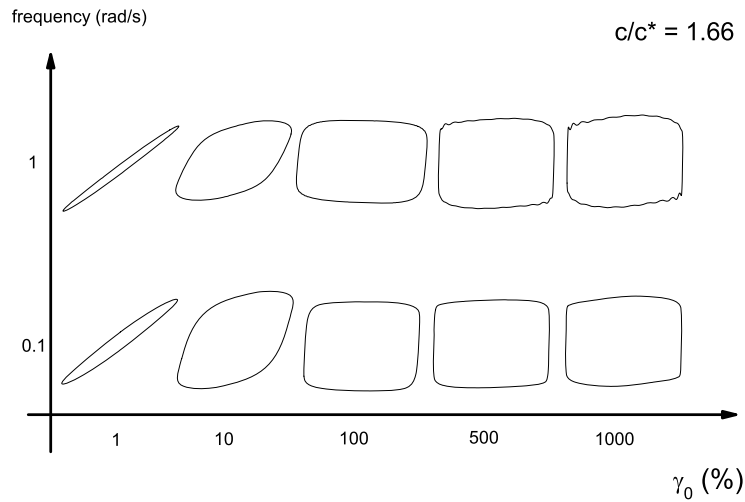 frequency (rad/s)
c/c* = 1.66
1
0.1
1 10 100 500 1000
γ0 (%)